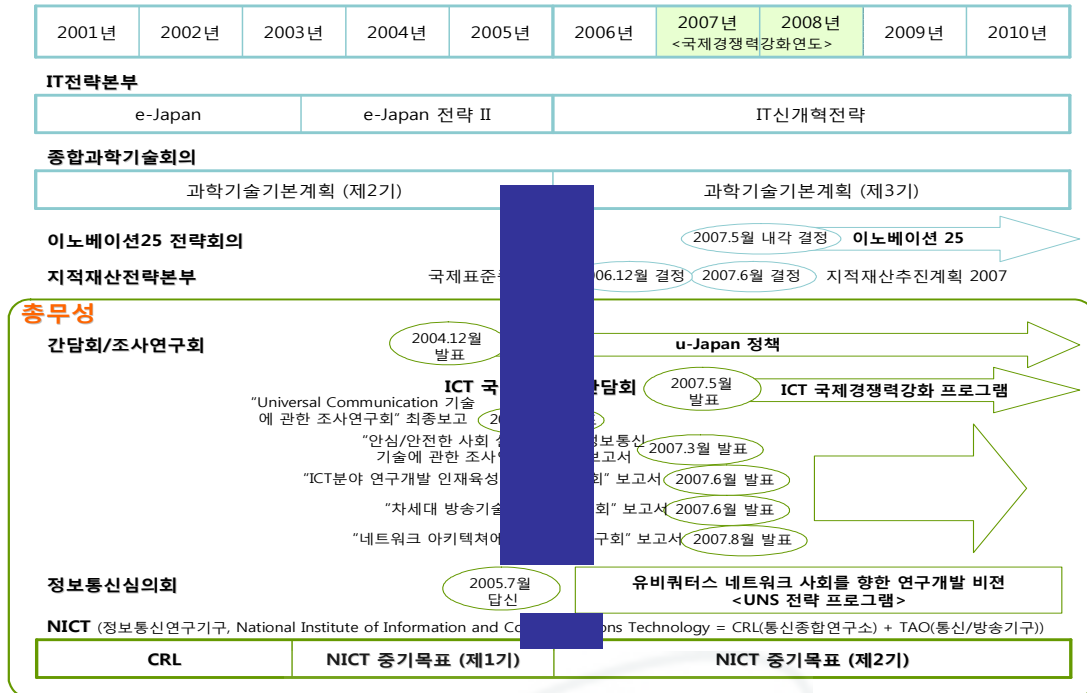 2001년 2002년 2003년 2004년 2005년 2006년 2007년 2008년 2009년 2010년
<국제경쟁력강화연도>
IT전략본부
e-Japan e-Japan 전략 II IT신개혁전략
종합과학기술회의
과학기술기본계획 (제2기) 과학기술기본계획 (제3기)
이노베이션25 전략회의 2007.5월 내각 결정 이노베이션 25
지적재산전략본부 국제표준 06.12월 결정 2007.6월 결정 지적재산추진계획 2007
총무성
간담회/조사연구회 2004.12월 발표 u-Japan 정책
ICT 국 간담회 2007.5월 발표 ICT 국제경쟁력강화 프로그램
“Universal Communication 기술
에 관한 조사연구회” 최종보고
“안심/안전한 사회 정보통신
기술에 관한 조사 보고서 2007.3월 발표
“ICT분야 연구개발 인재육성 회” 보고서 2007.6월 발표
“차세대 방송기술 회” 보고서 2007.6월 발표
“네트워크 아키텍쳐에 구회” 보고서 2007.8월 발표
정보통신심의회 2005.7월 답신 유비쿼터스 네트워크 사회를 향한 연구개발 비젼
<UNS 전략 프로그램>
NICT (정보통신연구기구, National Institute of Information and Co ons Technology = CRL(통신종합연구소) + TAO(통신/방송기구))
CRL NICT 중기목표 (제1기) NICT 중기목표 (제2기)